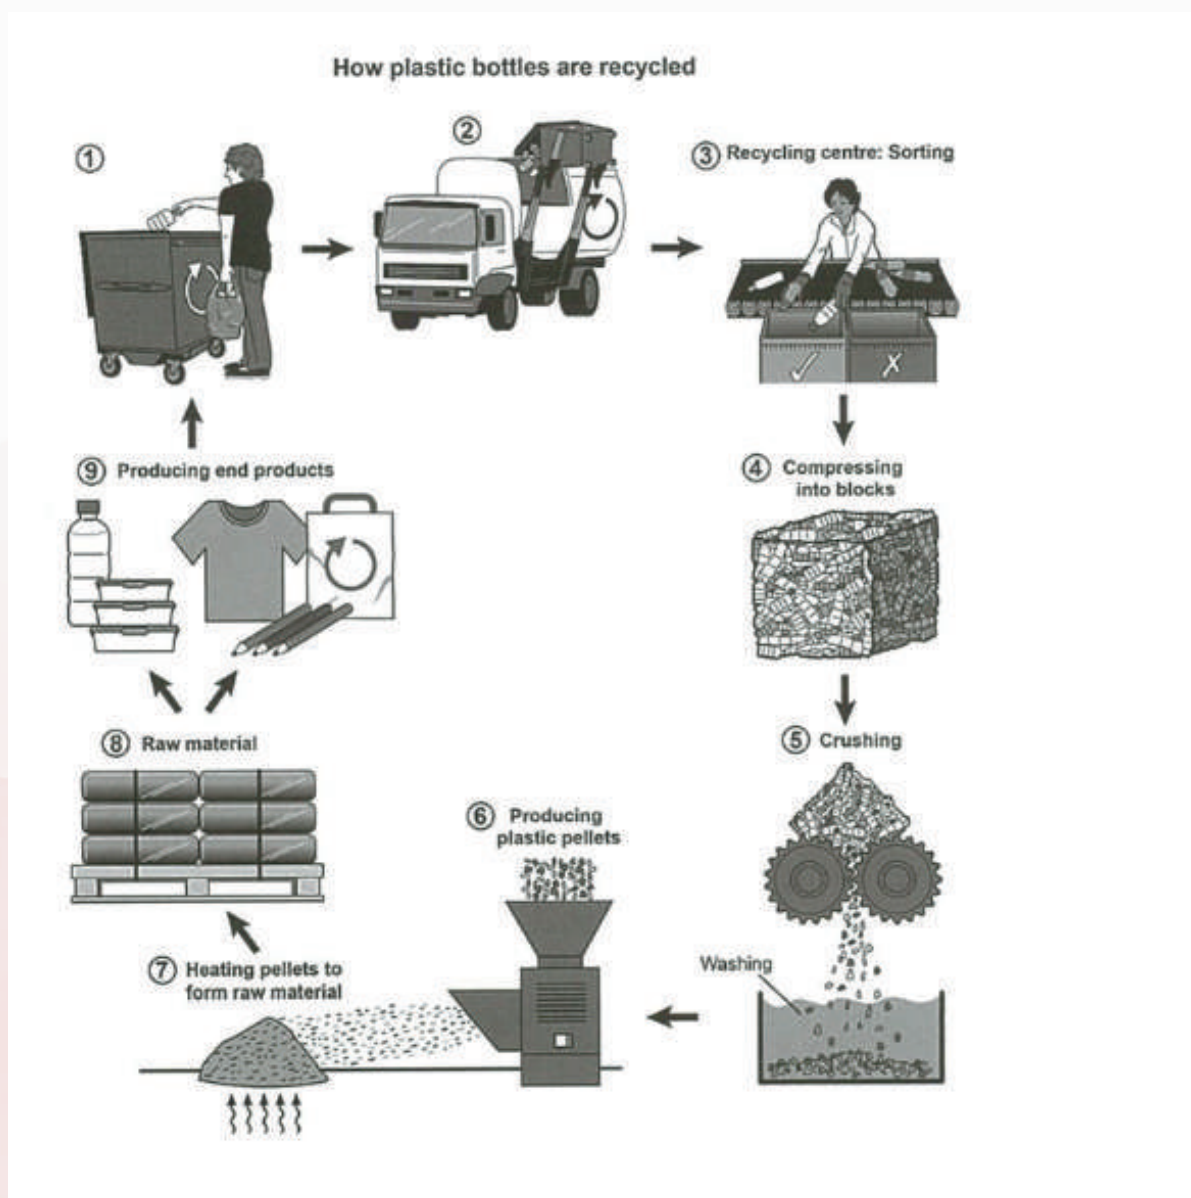 How plastic bottles are recycled
1
2
3 Recycling centre: Sorting
4 Compressing
into blocks
5 Crushing
Washing
6 Producing
plastic pellets
7 Heating pellets to
form raw material
8 Raw material
9 Producing end products